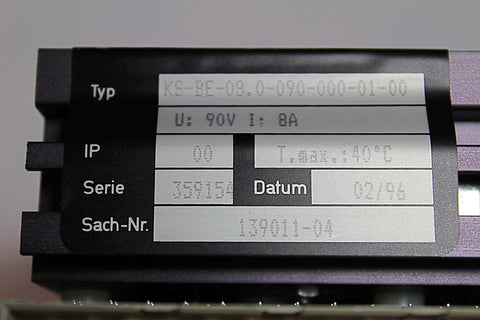 Typ KS-BE-08.0-090-000-01-00
U: 90V I: 8A
IP 00 T.max.:40°C
Serie 359154 Datum 02/96
Sach-Nr. 139011-04